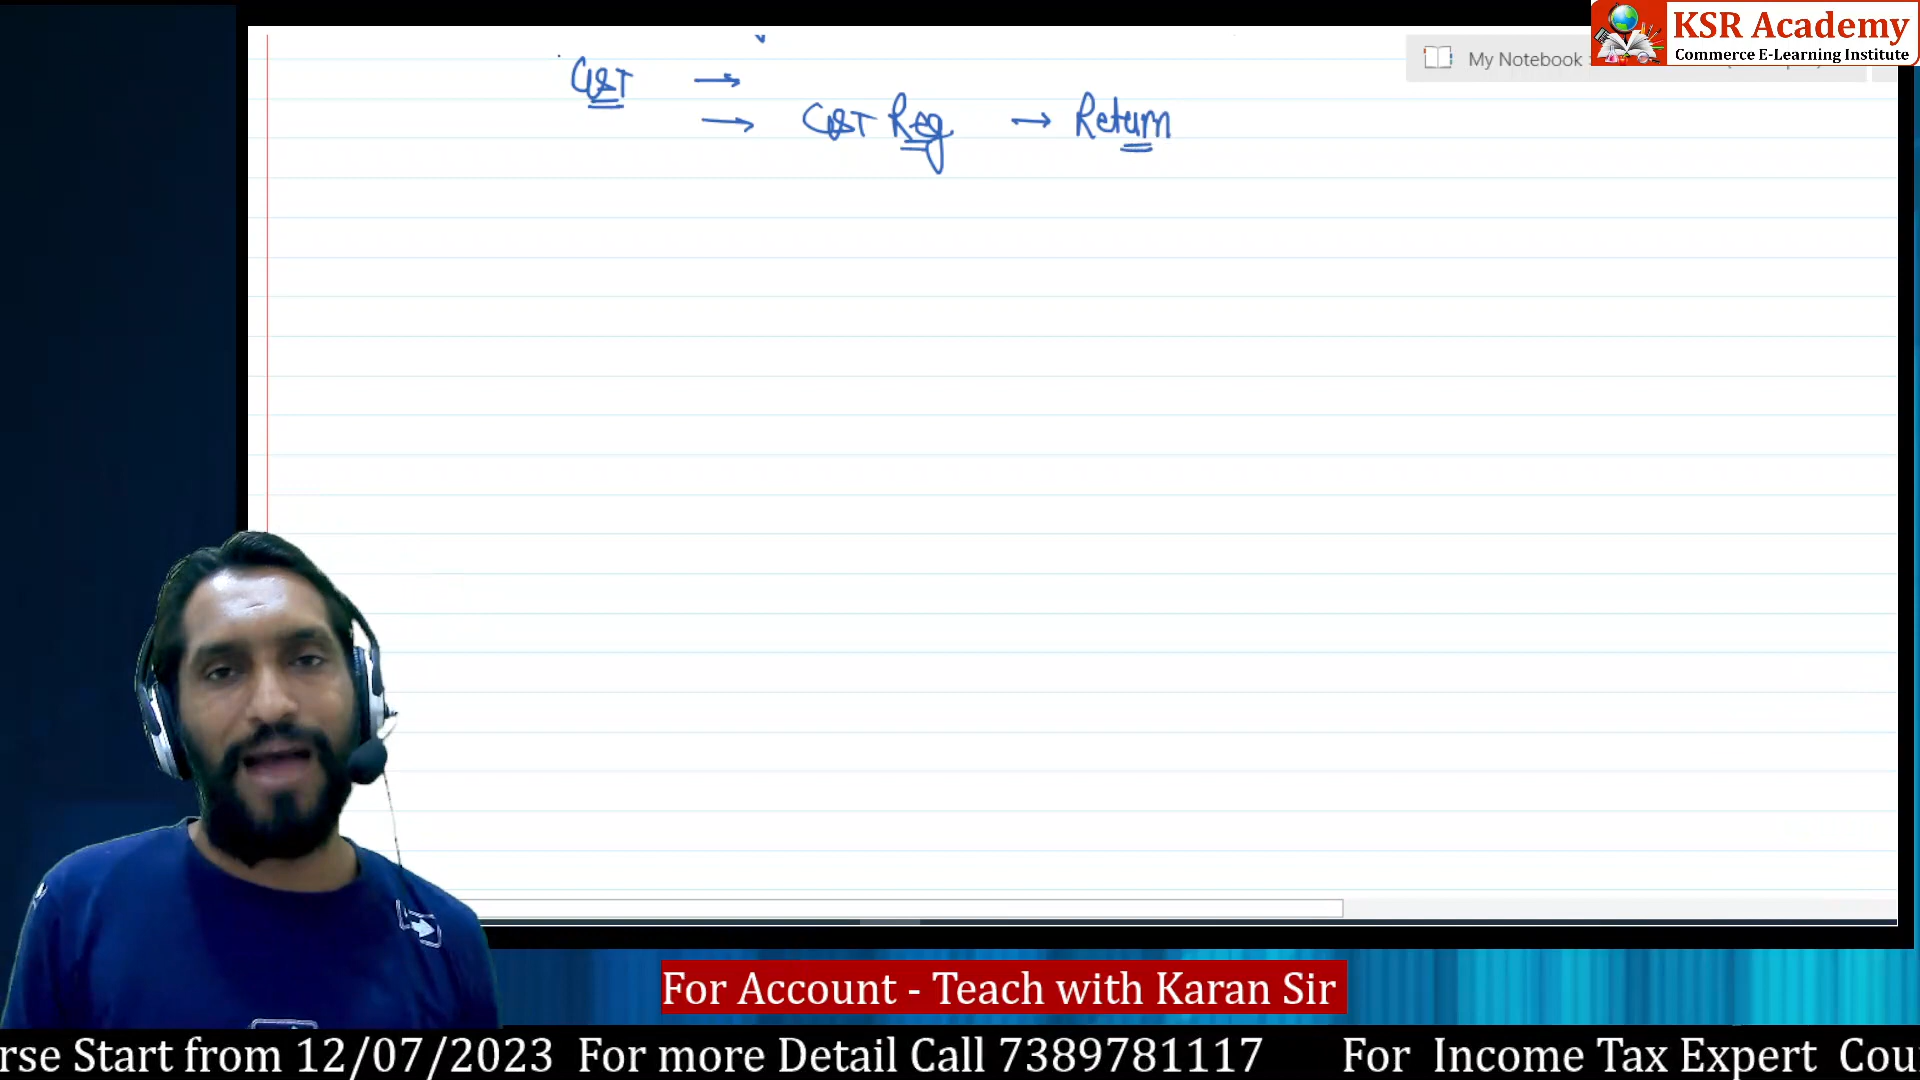 KSR Academy
Commerce E-Learning Institute
My Notebook
GST →
→ GST Reg → Return
For Account - Teach with Karan Sir
rse Start from 12/07/2023 For more Detail Call 7389781117 For Income Tax Expert Cou